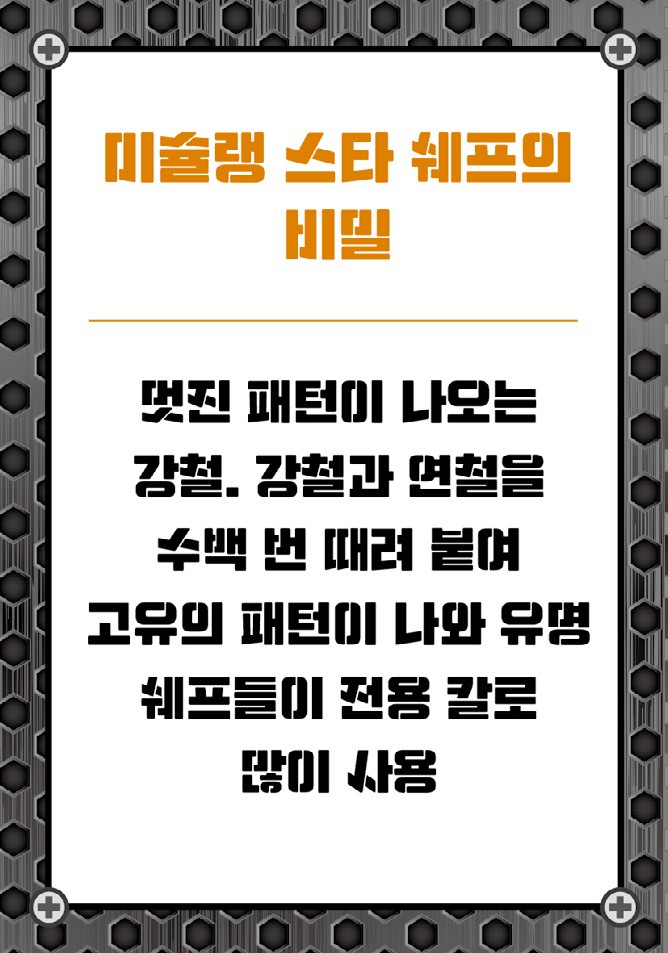 미슐랭 스타 쉐프의
비밀
멋진 패턴이 나오는
강철. 강철과 연철을
수백 번 때려 붙여
고유의 패턴이 나와 유명
쉐프들이 전용 칼로
많이 사용